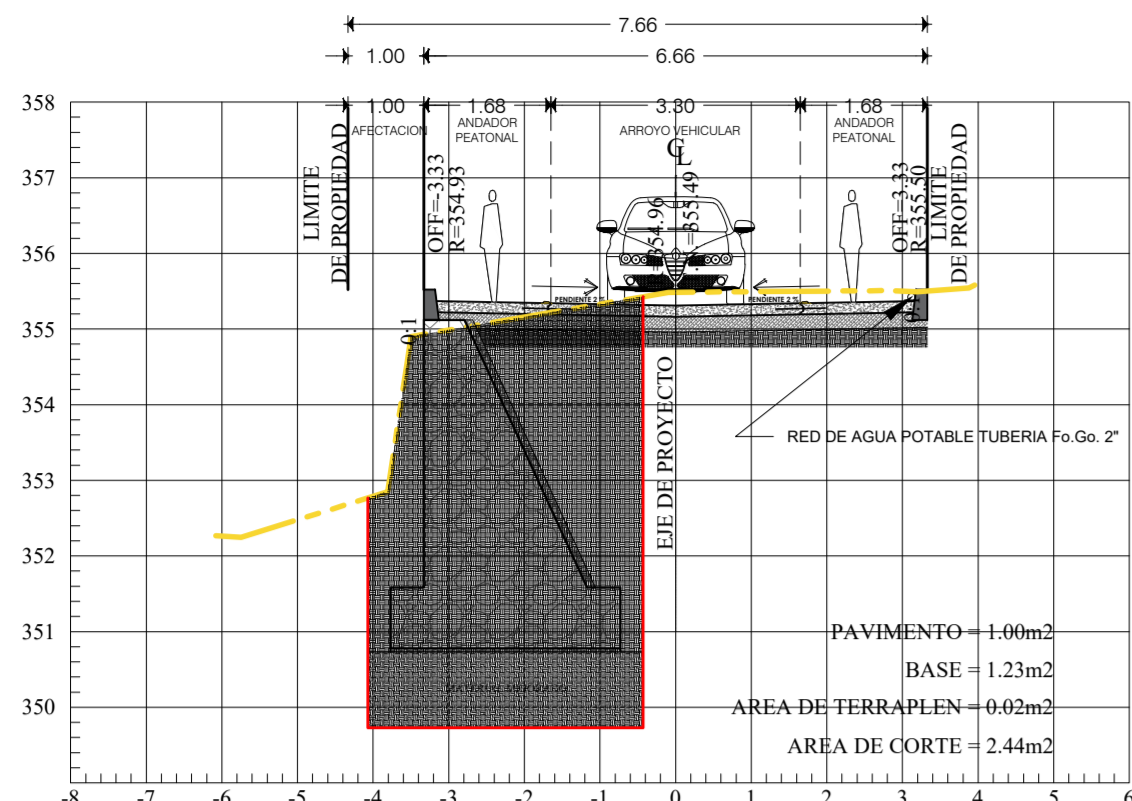 7.66
1.00
6.66
1.00
1.68
3.30
1.68
AFECTACION
ANDADOR
PEATONAL
ARROYO VEHICULAR
ANDADOR
PEATONAL
LIMITE
DE PROPIEDAD
OFF=-3.33
R=354.93
℄
=354.96
=355.49
OFF=3.33
R=355.50
LIMITE
DE PROPIEDAD
PENDIENTE 2 %
PENDIENTE 2 %
0:1
EJE DE PROYECTO
RED DE AGUA POTABLE TUBERIA Fo.Go. 2"
PAVIMENTO = 1.00m2
BASE = 1.23m2
AREA DE TERRAPLEN = 0.02m2
AREA DE CORTE = 2.44m2
358
357
356
355
354
353
352
351
350
-8 -7 -6 -5 -4 -3 -2 -1 0 1 2 3 4 5 6